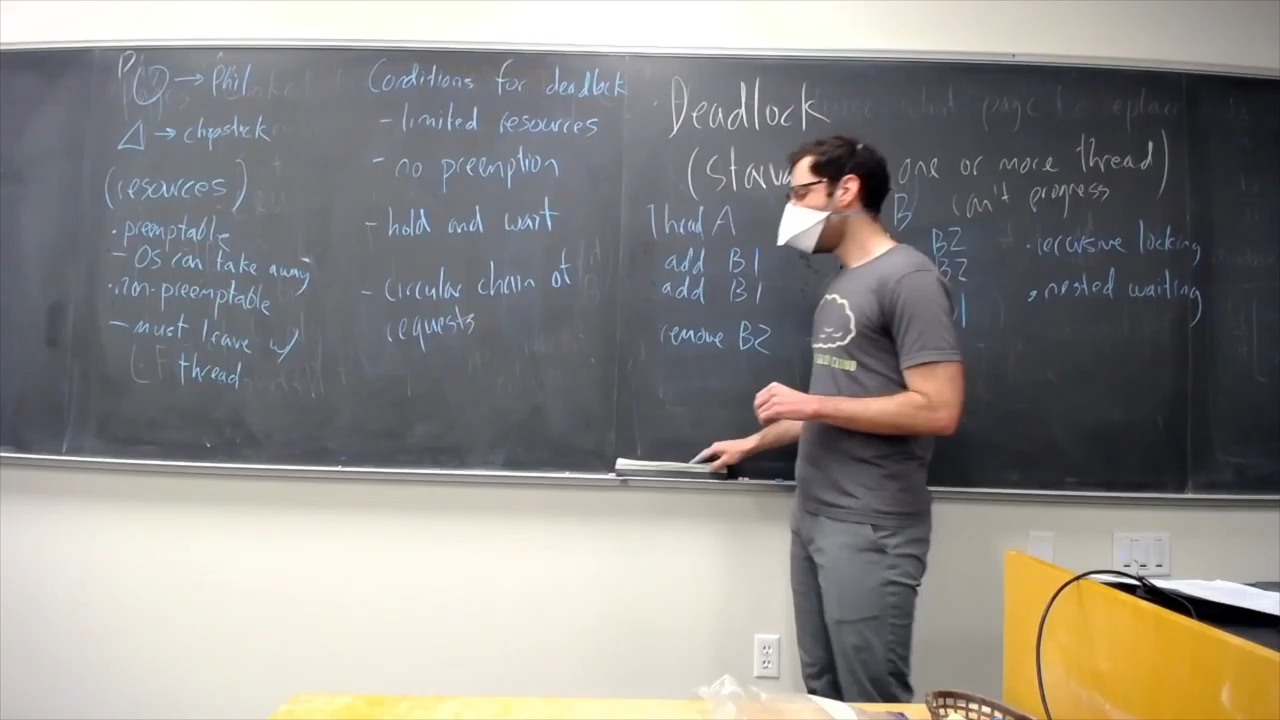 → Phil
△ → chopstick
(resources)
• preemptable
- OS can take away
• non-preemptable
- must leave w/
thread
Conditions for deadlock
- limited resources
- no preemption
- hold and wait
- circular chain of
requests
Deadlock
one or more thread)
can't progress
Thread A
add B1
add B1
remove B2
B
B2
B2
• recursive locking
• nested waiting